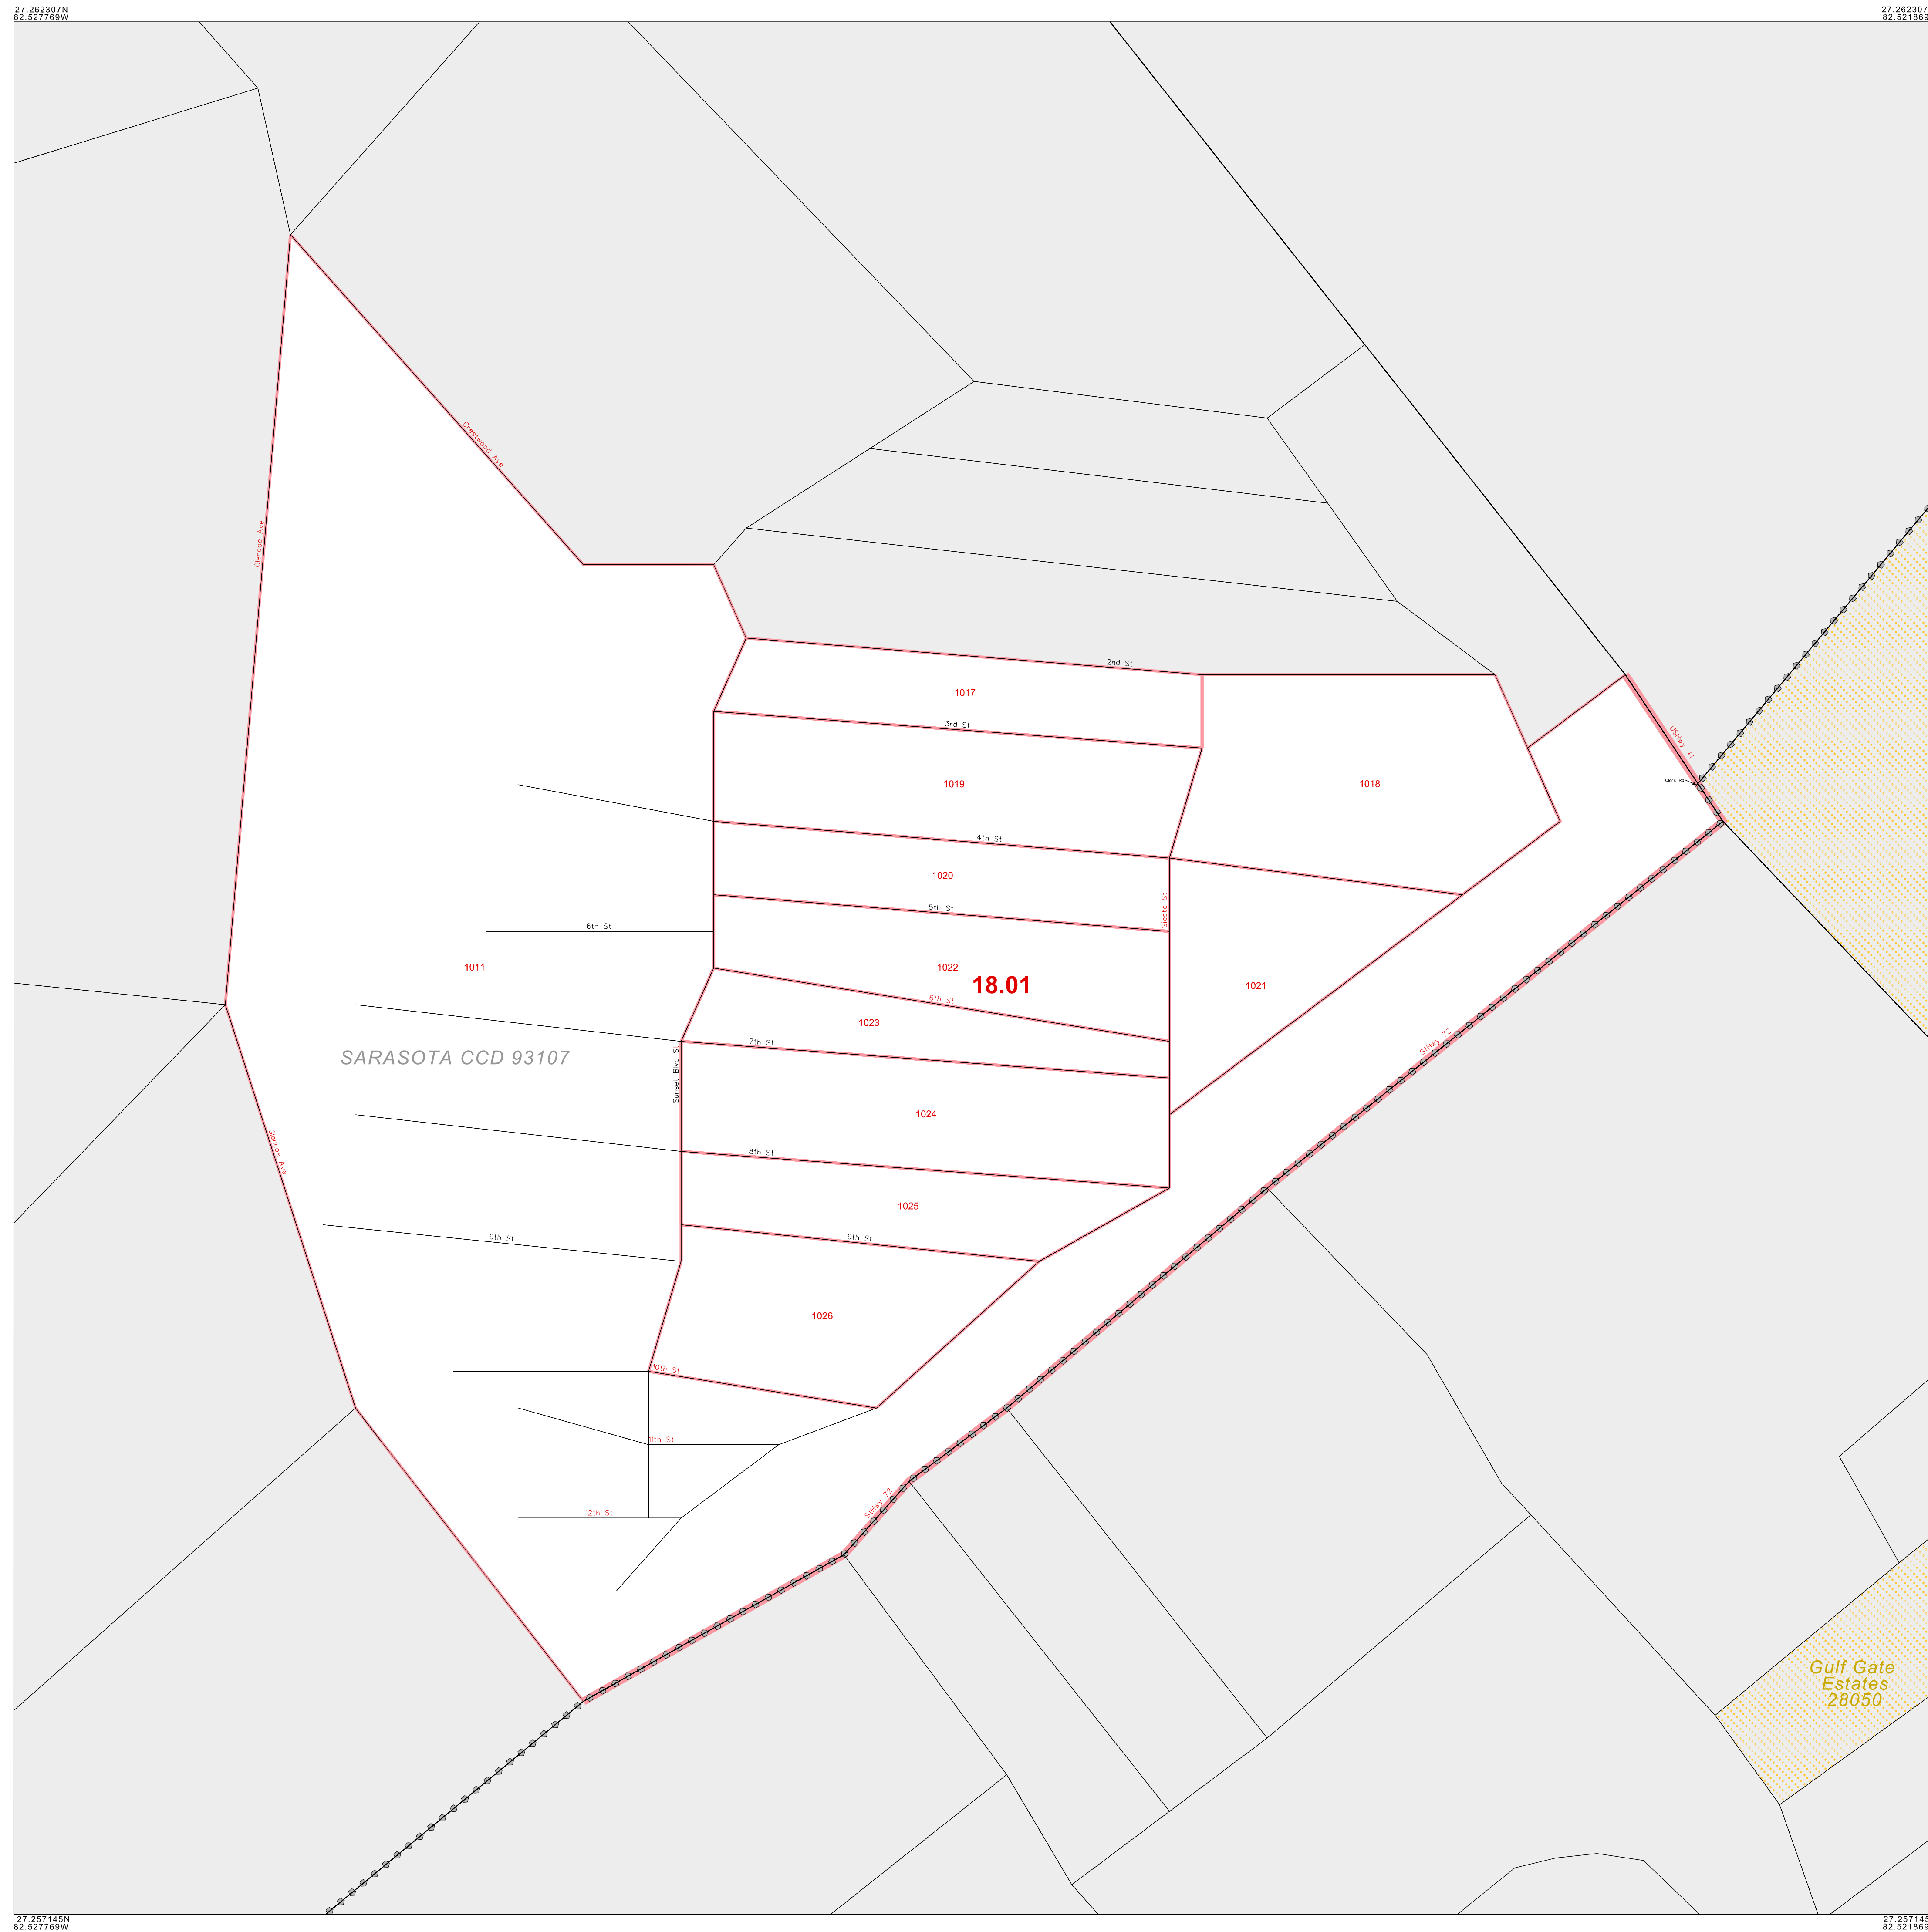 27.262307N
82.527769W
27.262307
82.521869
Crestwood Ave
Glencoe Ave
2nd St
1017
3rd St
1019
1018
USHwy 41
Clark Rd
4th St
1020
Siesta St
5th St
6th St
1011
1022
18.01
1021
6th St
1023
7th St
StHwy 72
SARASOTA CCD 93107
Sunset Blvd St
1024
Glencoe Ave
8th St
1025
9th St
9th St
1026
10th St
11th St
StHwy 72
12th St
Gulf Gate
Estates
28050
27.257145N
82.527769W
27.257145
82.521869